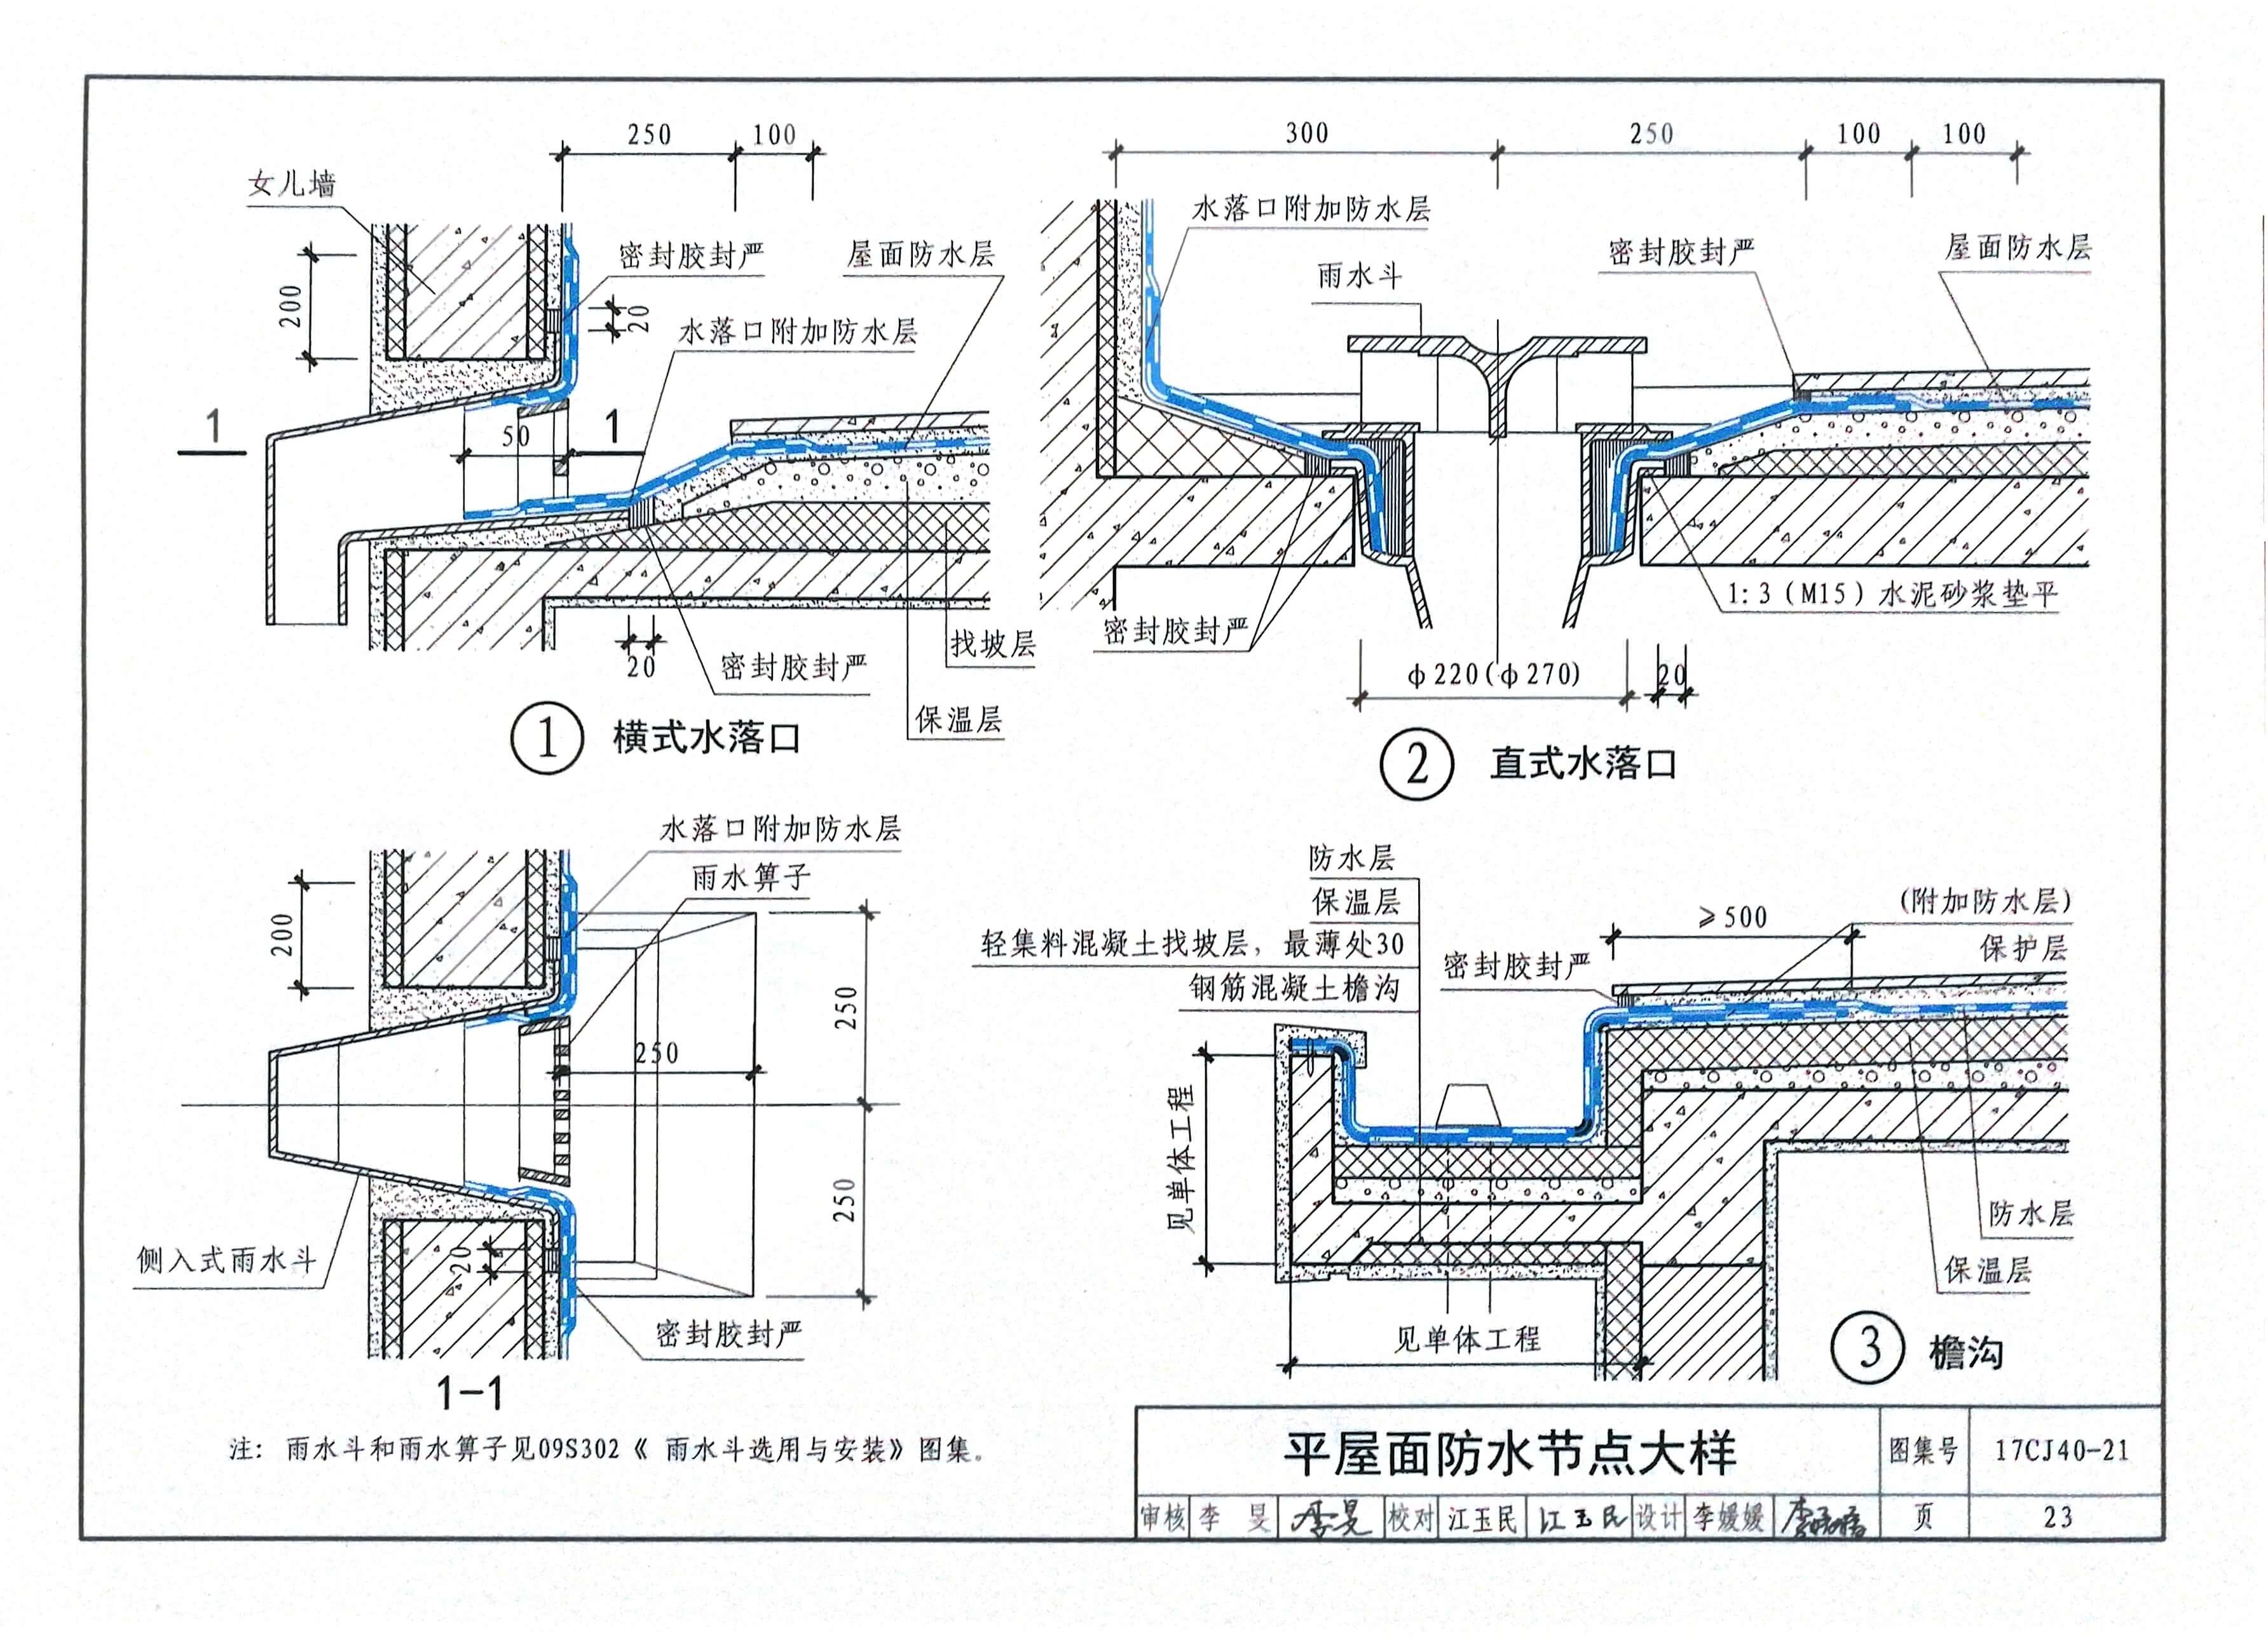 250
100
女儿墙
200
密封胶封严
屋面防水层
20
水落口附加防水层
1
50
1
找坡层
20
密封胶封严
保温层
① 横式水落口
300
250
100
100
水落口附加防水层
雨水斗
密封胶封严
屋面防水层
1:3(M15)水泥砂浆垫平
密封胶封严
ф220(ф270)
20
② 直式水落口
水落口附加防水层
雨水箅子
200
250
250
250
侧入式雨水斗
20
密封胶封严
1-1
注: 雨水斗和雨水箅子见09S302《 雨水斗选用与安装》图集。
防水层
保温层
轻集料混凝土找坡层, 最薄处30
钢筋混凝土檐沟
密封胶封严
≥500
(附加防水层)
保护层
见单体工程
防水层
保温层
见单体工程
③ 檐沟
平屋面防水节点大样
图集号
17CJ40-21
审核 李 旻 李旻 校对 江玉民 江玉民 设计 李媛媛 李媛媛 页 23